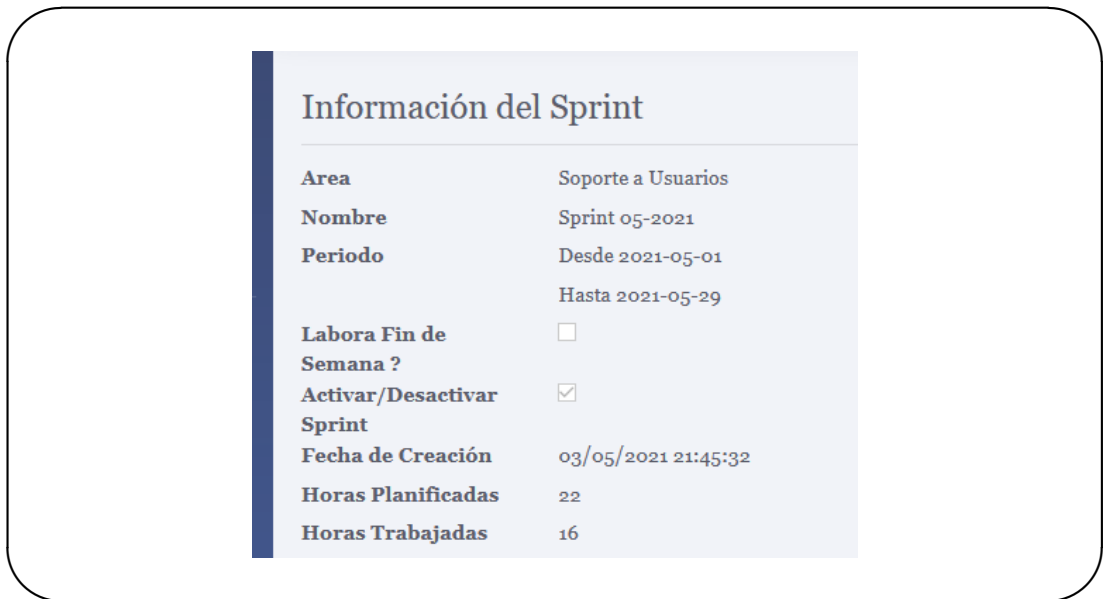 Información del Sprint
Area Soporte a Usuarios
Nombre Sprint 05-2021
Periodo Desde 2021-05-01
Hasta 2021-05-29
Labora Fin de
Semana ?
Activar/Desactivar
Sprint
Fecha de Creación 03/05/2021 21:45:32
Horas Planificadas 22
Horas Trabajadas 16